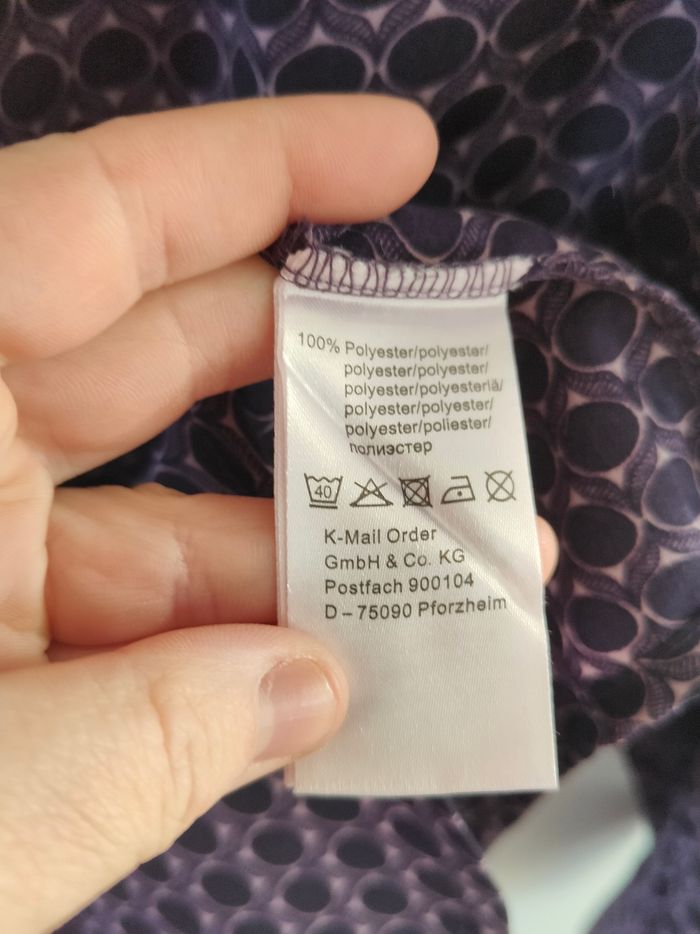 100% Polyester/polyester/
polyester/polyester/
polyester/polyesterlã/
polyester/polyester/
polyester/poliester/
полиэстер
40
K-Mail Order
GmbH & Co. KG
Postfach 900104
D – 75090 Pforzheim